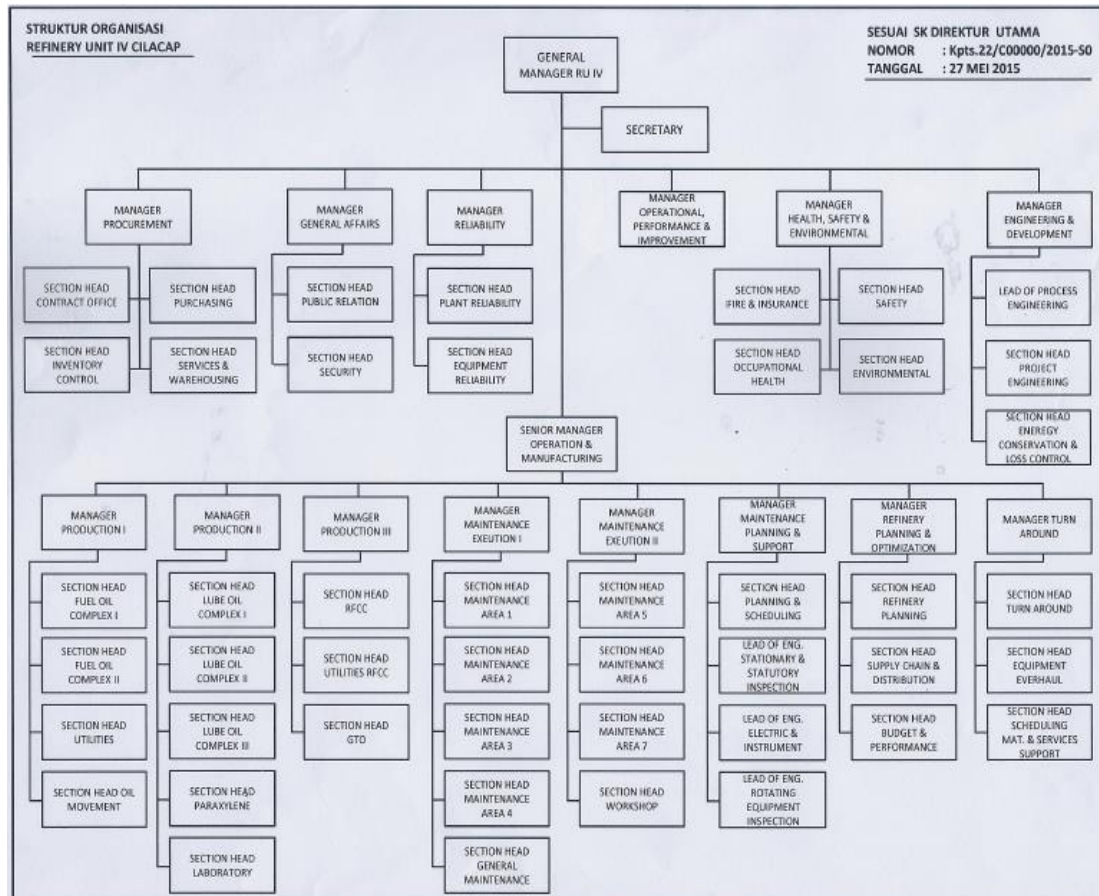 STRUKTUR ORGANISASI
REFINERY UNIT IV CILACAP
SESUAI SK DIREKTUR UTAMA
NOMOR : Kpts.22/C00000/2015-S0
TANGGAL : 27 MEI 2015
GENERAL
MANAGER RU IV
SECRETARY
MANAGER
PROCUREMENT
MANAGER
GENERAL AFFAIRS
MANAGER
RELIABILITY
MANAGER
OPERATIONAL,
PERFORMANCE &
IMPROVEMENT
MANAGER
HEALTH, SAFETY &
ENVIRONMENTAL
MANAGER
ENGINEERING &
DEVELOPMENT
SECTION HEAD
CONTRACT OFFICE
SECTION HEAD
PURCHASING
SECTION HEAD
PUBLIC RELATION
SECTION HEAD
PLANT RELIABILITY
SECTION HEAD
IFIRE & INSURANCE
SECTION HEAD
SAFETY
LEAD OF PROCESS
ENGINEERING
SECTION HEAD
INVENTORY
CONTROL
SECTION HEAD
SERVICES &
WAREHOUSING
SECTION HEAD
SECURITY
SECTION HEAD
EQUIPMENT
RELIABILITY
SECTION HEAD
OCCUPATIONAL
HEALTH
SECTION HEAD
ENVIRONMENTAL
SECTION HEAD
PROJECT
ENGINEERING
SECTION HEAD
ENEREGY
CONSERVATION &
LOSS CONTROL
SENIOR MANAGER
OPERATION &
MANUFACTURING
MANAGER
PRODUCTION I
MANAGER
PRODUCTION II
MANAGER
PRODUCTION III
MANAGER
MAINTENANCE
EXEUTION I
MANAGER
MAINTENANCE
EXEUTION II
MANAGER
MAINTENANCE
PLANNING &
SUPPORT
MANAGER
REFINERY
PLANNING &
OPTIMIZATION
MANAGER TURN
AROUND
SECTION HEAD
FUEL OIL
COMPLEX I
SECTION HEAD
LUBE OIL
COMPLEX I
SECTION HEAD
RFCC
SECTION HEAD
MAINTENANCE
AREA 1
SECTION HEAD
MAINTENANCE
AREA 5
SECTION HEAD
PLANNING &
SCHEDULING
SECTION HEAD
REFINERY
PLANNING
SECTION HEAD
TURN AROUND
SECTION HEAD
FUEL OIL
COMPLEX II
SECTION HEAD
LUBE OIL
COMPLEX II
SECTION HEAD
UTILITIES RFCC
SECTION HEAD
MAINTENANCE
AREA 2
SECTION HEAD
MAINTENANCE
AREA 6
LEAD OF ENG.
STATIONARY &
STATUTORY
INSPECTION
SECTION HEAD
SUPPLY CHAIN &
DISTRIBUTION
SECTION HEAD
EQUIPMENT
EVERHAUL
SECTION HEAD
UTILITIES
SECTION HEAD
LUBE OIL
COMPLEX III
SECTION HEAD
GTO
SECTION HEAD
MAINTENANCE
AREA 3
SECTION HEAD
MAINTENANCE
AREA 7
LEAD OF ENG.
ELECTRIC &
INSTRUMENT
SECTION HEAD
BUDGET &
PERFORMANCE
SECTION HEAD
SCHEDULING
MAT. & SERVICES
SUPPORT
SECTION HEAD OIL
MOVEMENT
SECTION HEAD
PARAXYLENE
SECTION HEAD
MAINTENANCE
AREA 4
SECTION HEAD
WORKSHOP
LEAD OF ENG.
ROTATING
EQUIPMENT
INSPECTION
SECTION HEAD
LABORATORY
SECTION HEAD
GENERAL
MAINTENANCE